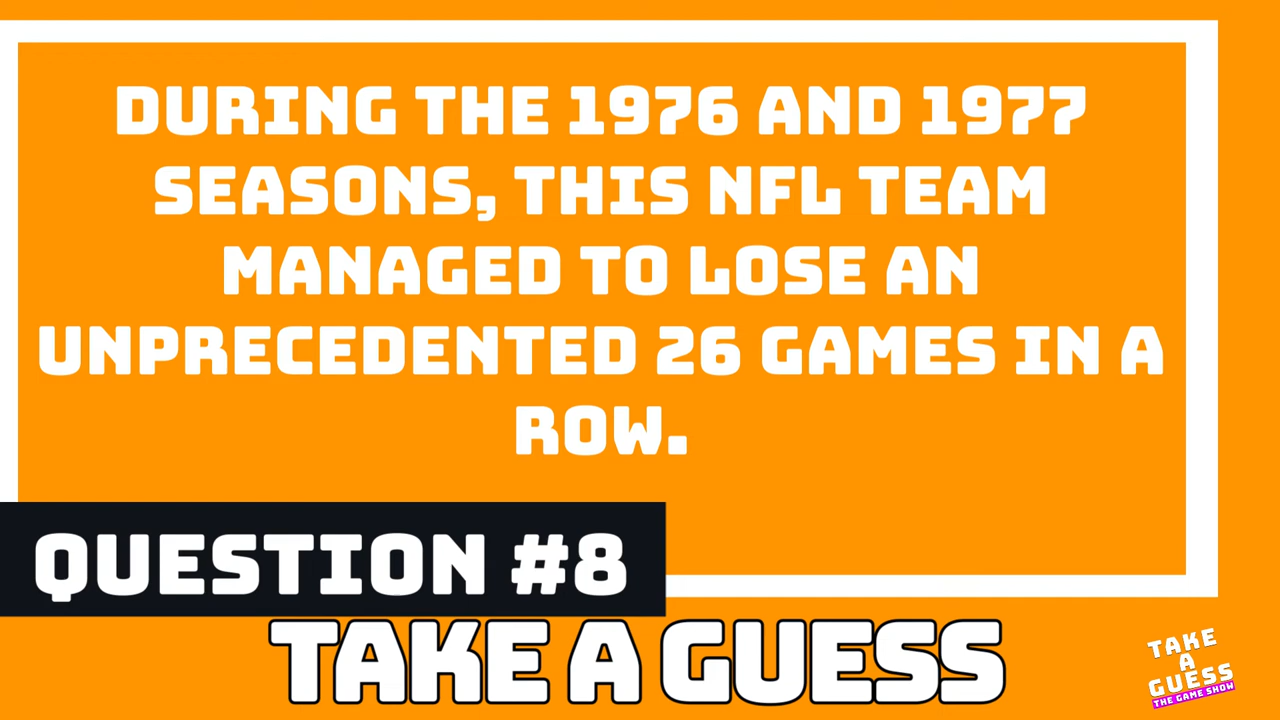 DURING THE 1976 AND 1977
SEASONS, THIS NFL TEAM
MANAGED TO LOSE AN
UNPRECEDENTED 26 GAMES IN A
ROW.
QUESTION #8
TAKE A GUESS
TAKE
A
GUESS
THE GAME SHOW